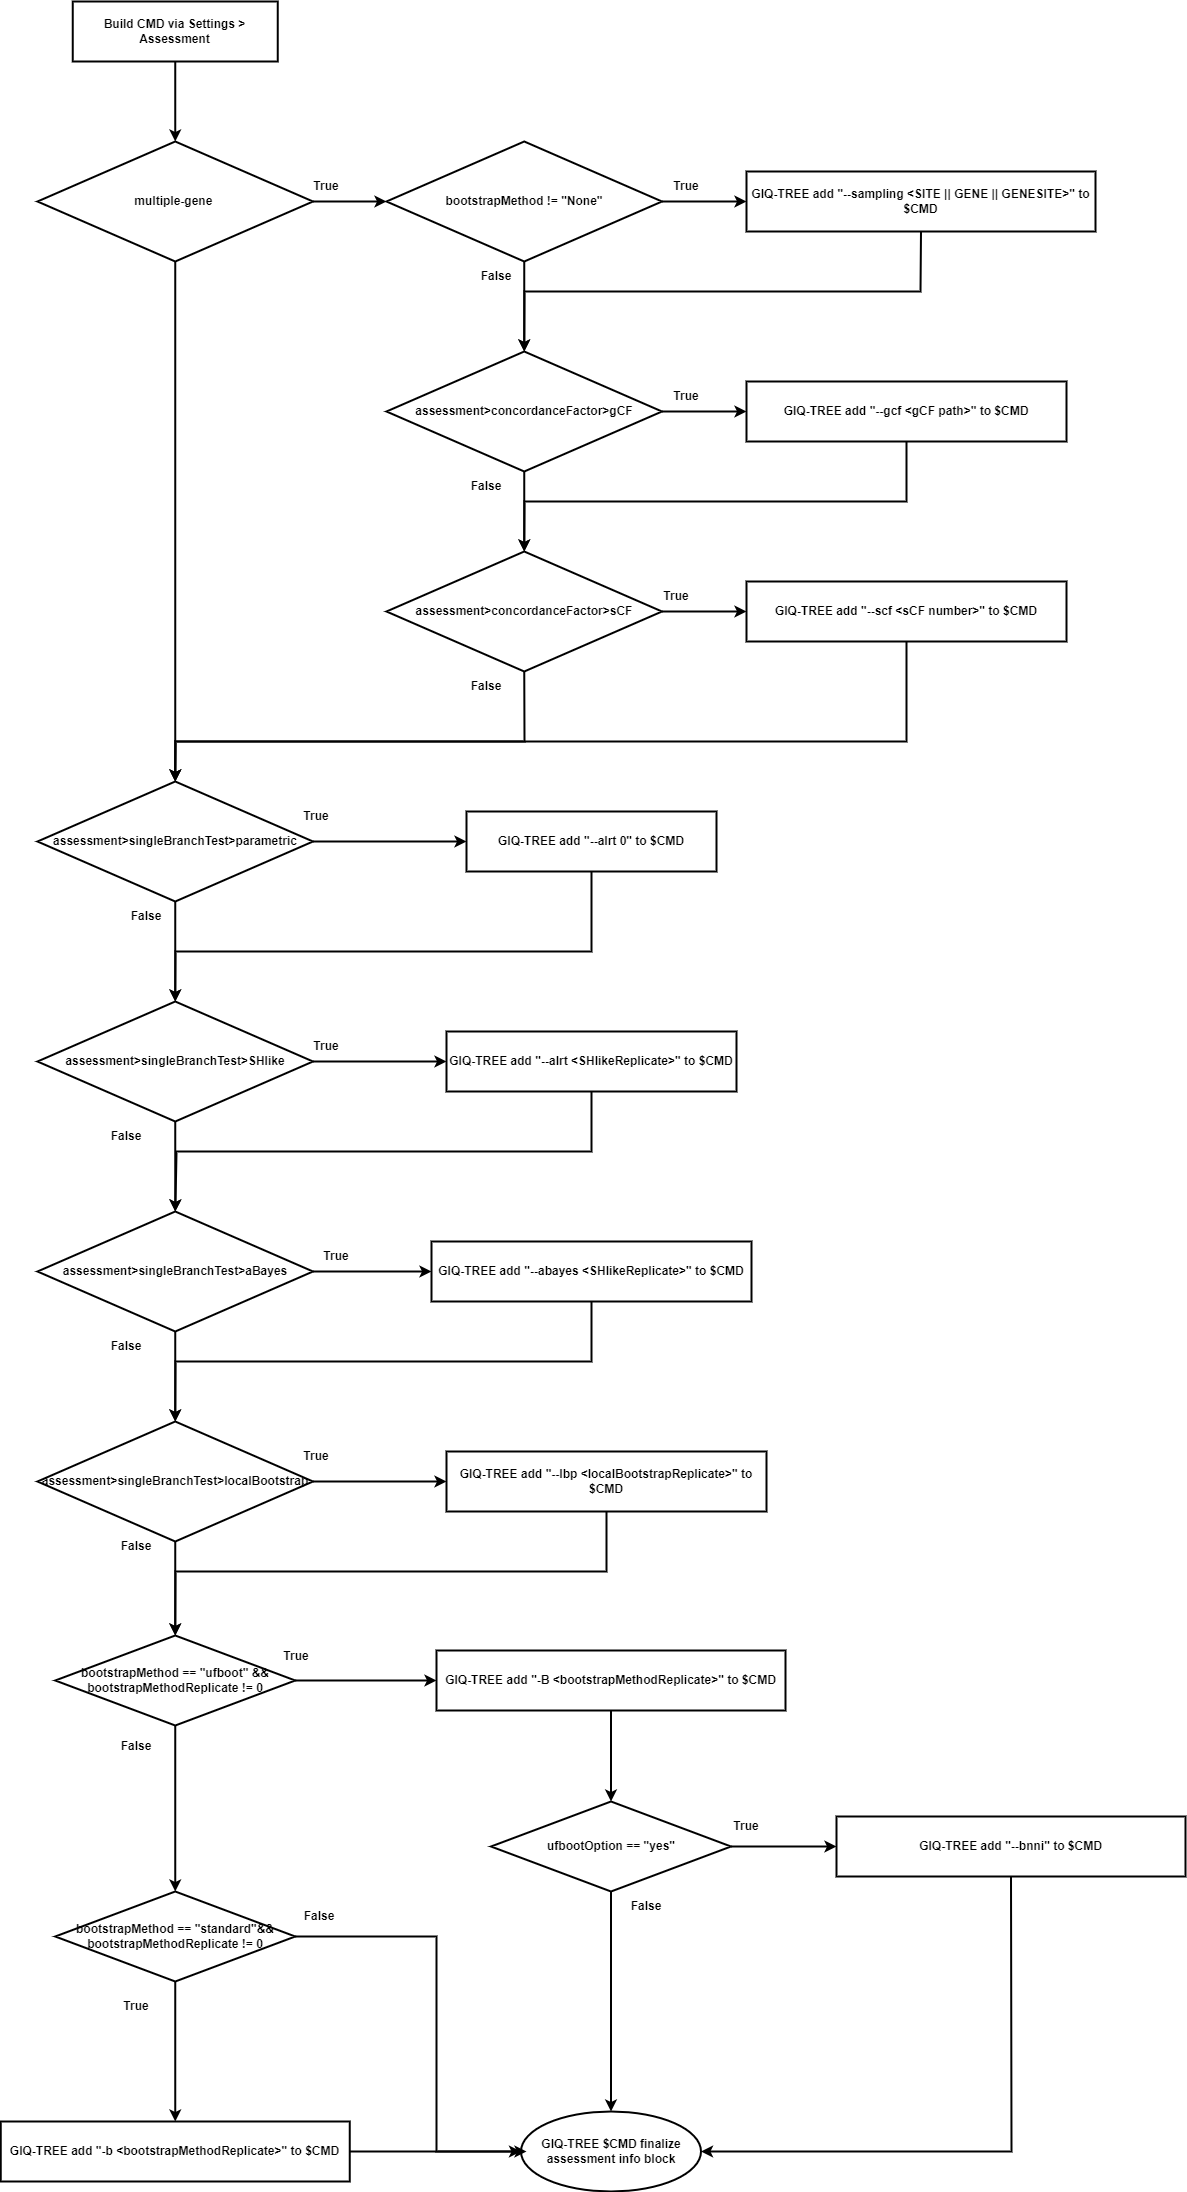 Build CMD via Settings >
Assessment
multiple-gene
True
bootstrapMethod != "None"
True
GIQ-TREE add "--sampling <SITE || GENE || GENESITE>" to
$CMD
False
assessment>concordanceFactor>gCF
True
GIQ-TREE add "--gcf <gCF path>" to $CMD
False
assessment>concordanceFactor>sCF
True
GIQ-TREE add "--scf <sCF number>" to $CMD
False
assessment>singleBranchTest>parametric
True
GIQ-TREE add "--alrt 0" to $CMD
False
assessment>singleBranchTest>SHlike
True
GIQ-TREE add "--alrt <SHlikeReplicate>" to $CMD
False
assessment>singleBranchTest>aBayes
True
GIQ-TREE add "--abayes <SHlikeReplicate>" to $CMD
False
assessment>singleBranchTest>localBootstrap
True
GIQ-TREE add "--lbp <localBootstrapReplicate>" to
$CMD
False
bootstrapMethod == "ufboot" &&
bootstrapMethodReplicate != 0
True
GIQ-TREE add "-B <bootstrapMethodReplicate>" to $CMD
False
ufbootOption == "yes"
True
GIQ-TREE add "--bnni" to $CMD
False
bootstrapMethod == "standard"&&
bootstrapMethodReplicate != 0
False
True
GIQ-TREE add "-b <bootstrapMethodReplicate>" to $CMD
GIQ-TREE $CMD finalize
assessment info block